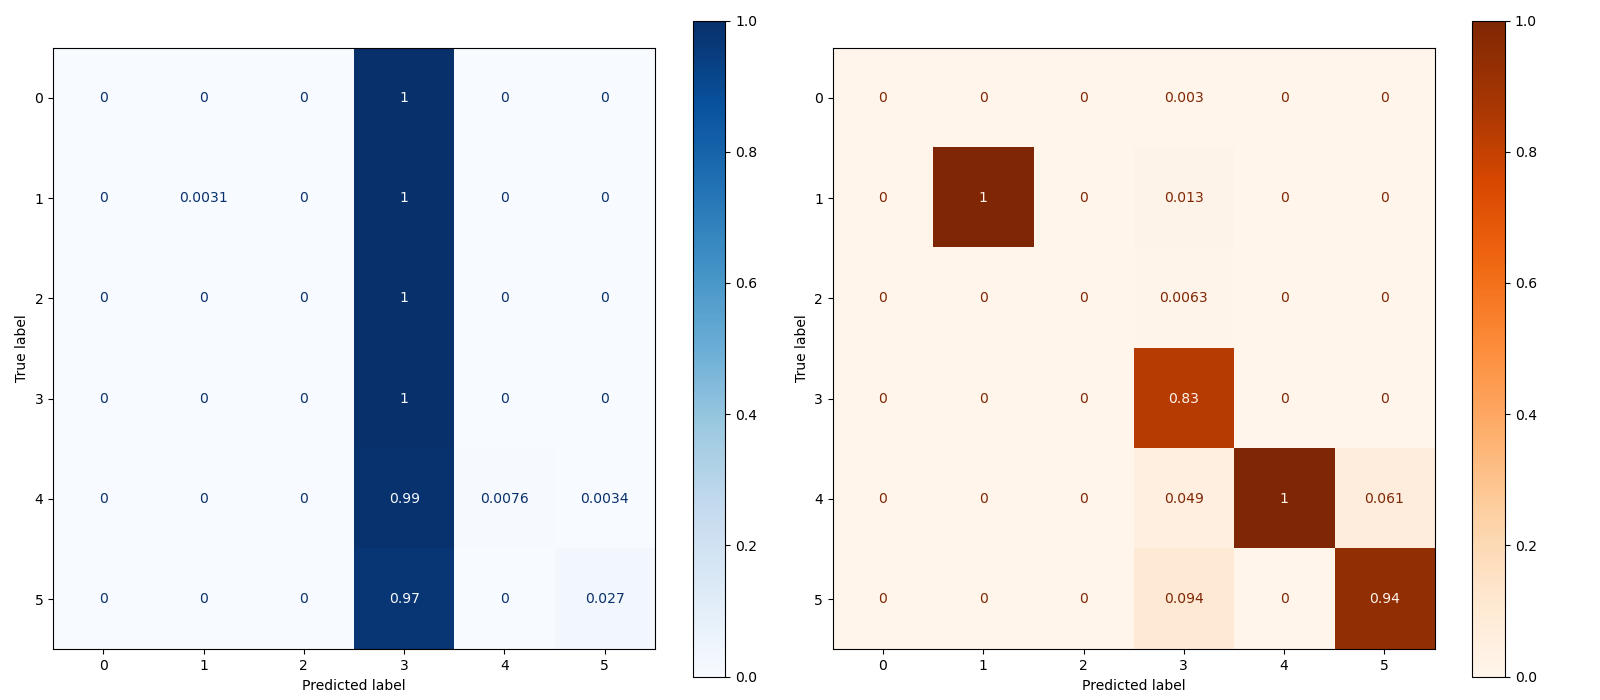 0 0 0 0 1 0 0
1 0 0.0031 0 1 0 0
2 0 0 0 1 0 0
3 0 0 0 1 0 0
4 0 0 0 0.99 0.0076 0.0034
5 0 0 0 0.97 0 0.027
0 1 2 3 4 5
True label
Predicted label
1.0
0.8
0.6
0.4
0.2
0.0
0 0 0 0 0.003 0 0
1 0 1 0 0.013 0 0
2 0 0 0 0.0063 0 0
3 0 0 0 0.83 0 0
4 0 0 0 0.049 1 0.061
5 0 0 0 0.094 0 0.94
0 1 2 3 4 5
True label
Predicted label
1.0
0.8
0.6
0.4
0.2
0.0